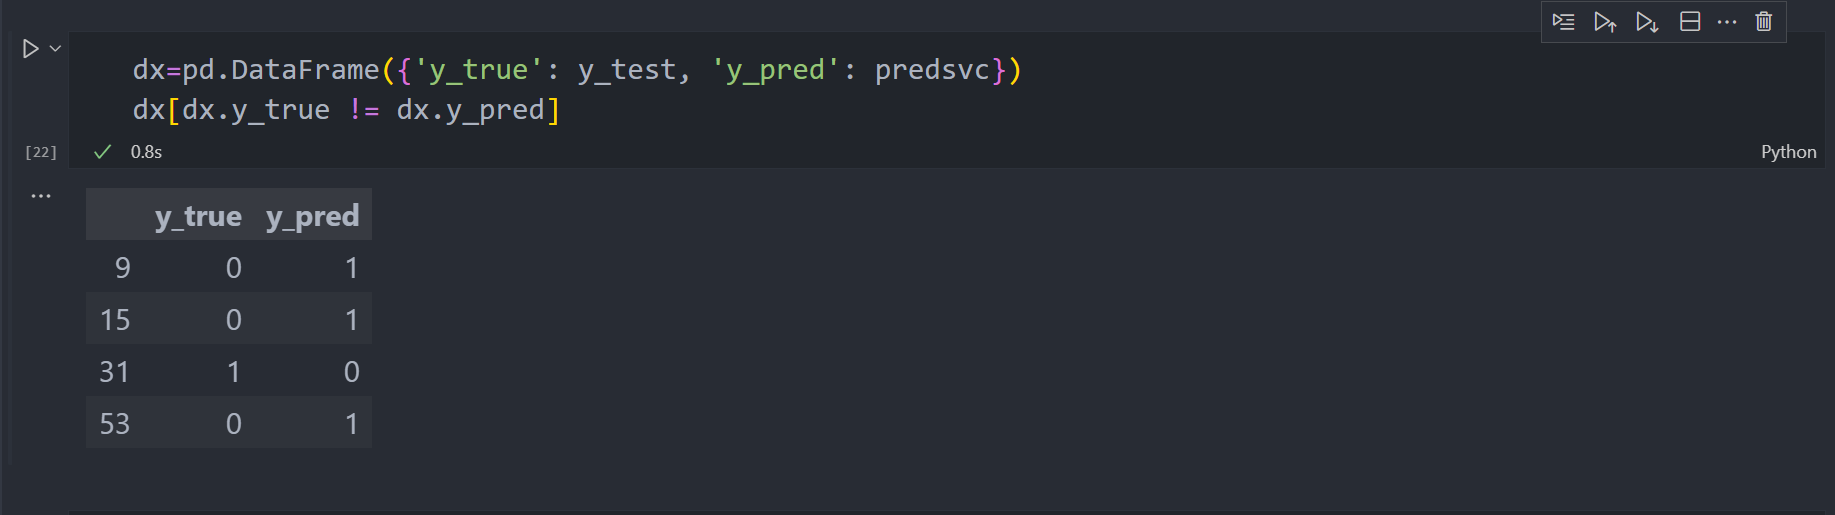 dx=pd.DataFrame({'y_true': y_test, 'y_pred': predsvc})
dx[dx.y_true != dx.y_pred]
[22] 0.8s Python
y_true y_pred
9 0 1
15 0 1
31 1 0
53 0 1